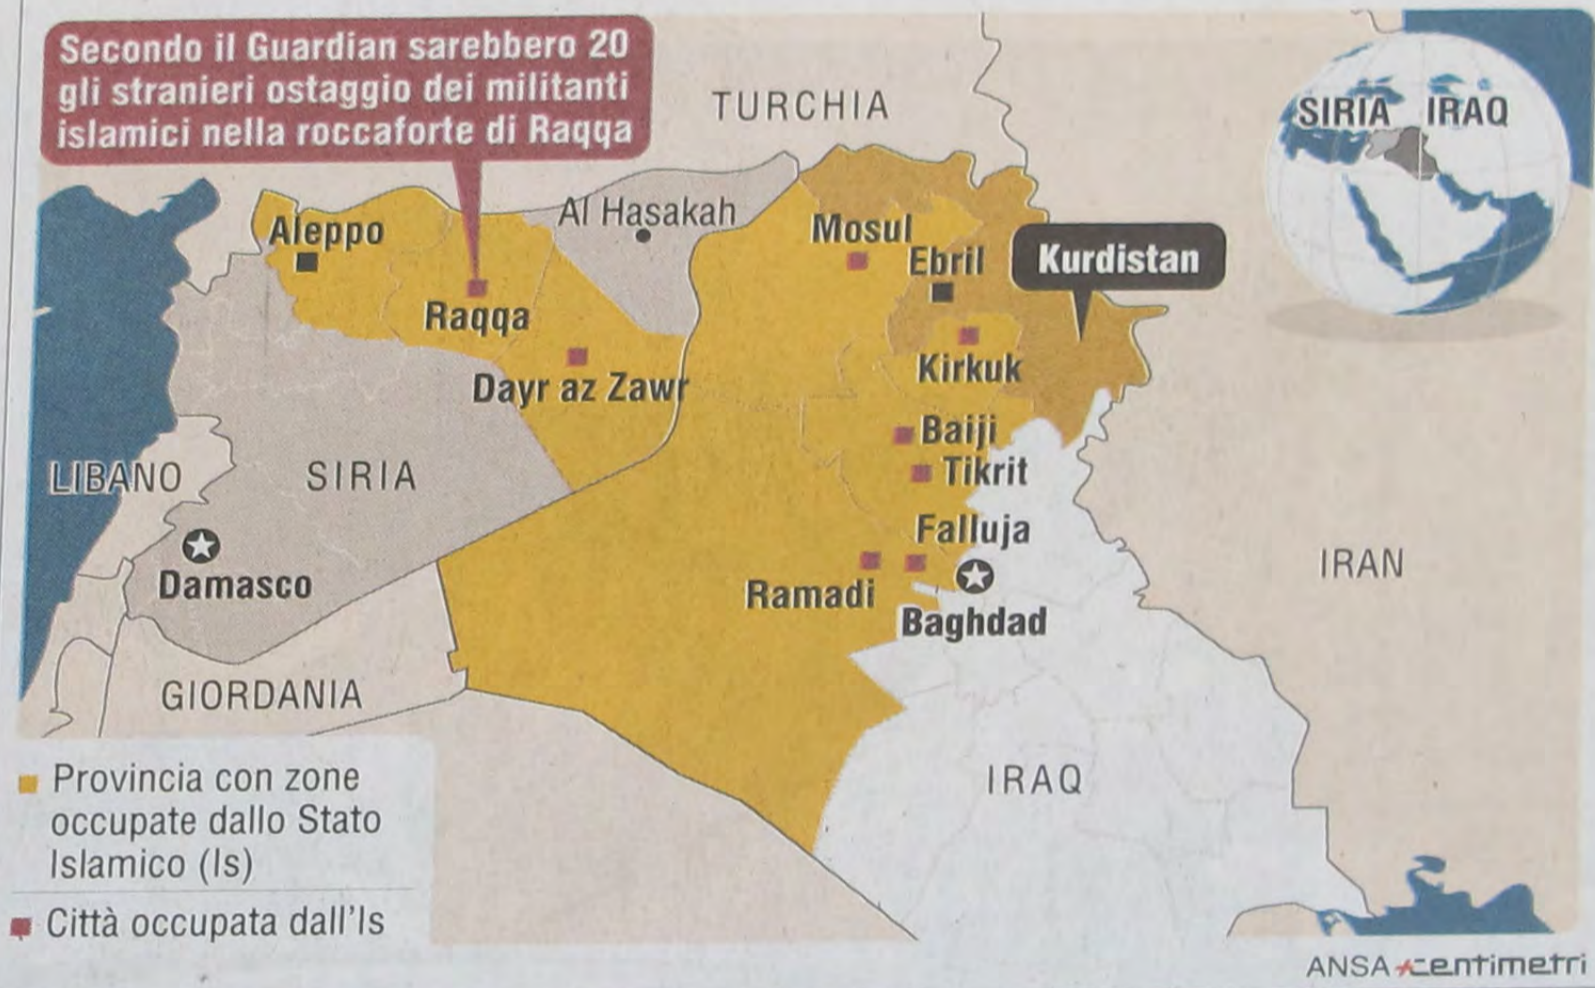 Secondo il Guardian sarebbero 20
gli stranieri ostaggio dei militanti
islamici nella roccaforte di Raqqa
TURCHIA
SIRIA IRAQ
Al Hasakah
Aleppo
Mosul
Ebril
Kurdistan
Raqqa
Kirkuk
Dayr az Zawr
Baiji
LIBANO
SIRIA
Tikrit
Falluja
IRAN
Damasco
Ramadi
Baghdad
GIORDANIA
IRAQ
Provincia con zone
occupate dallo Stato
Islamico (Is)
Città occupata dall'Is
ANSA centimetri